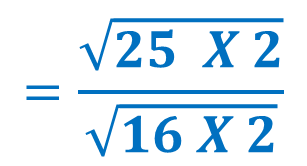 = √25 X 2
√16 X 2